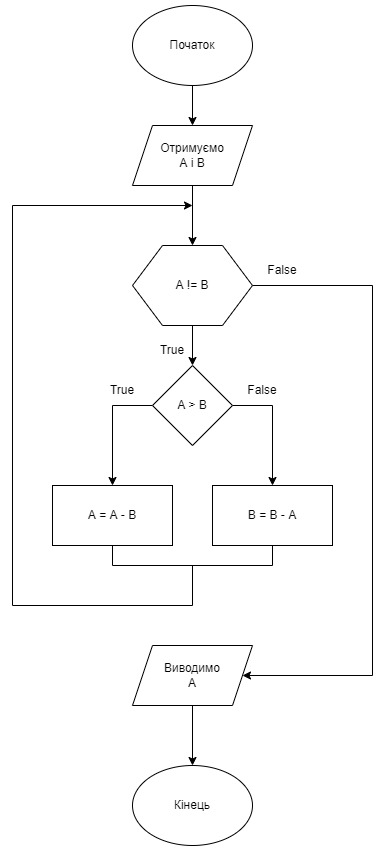 Початок
Отримуємо
А і В
A != B
False
True
A > B
True
False
A = A - B
B = B - A
Виводимо
A
Кінець